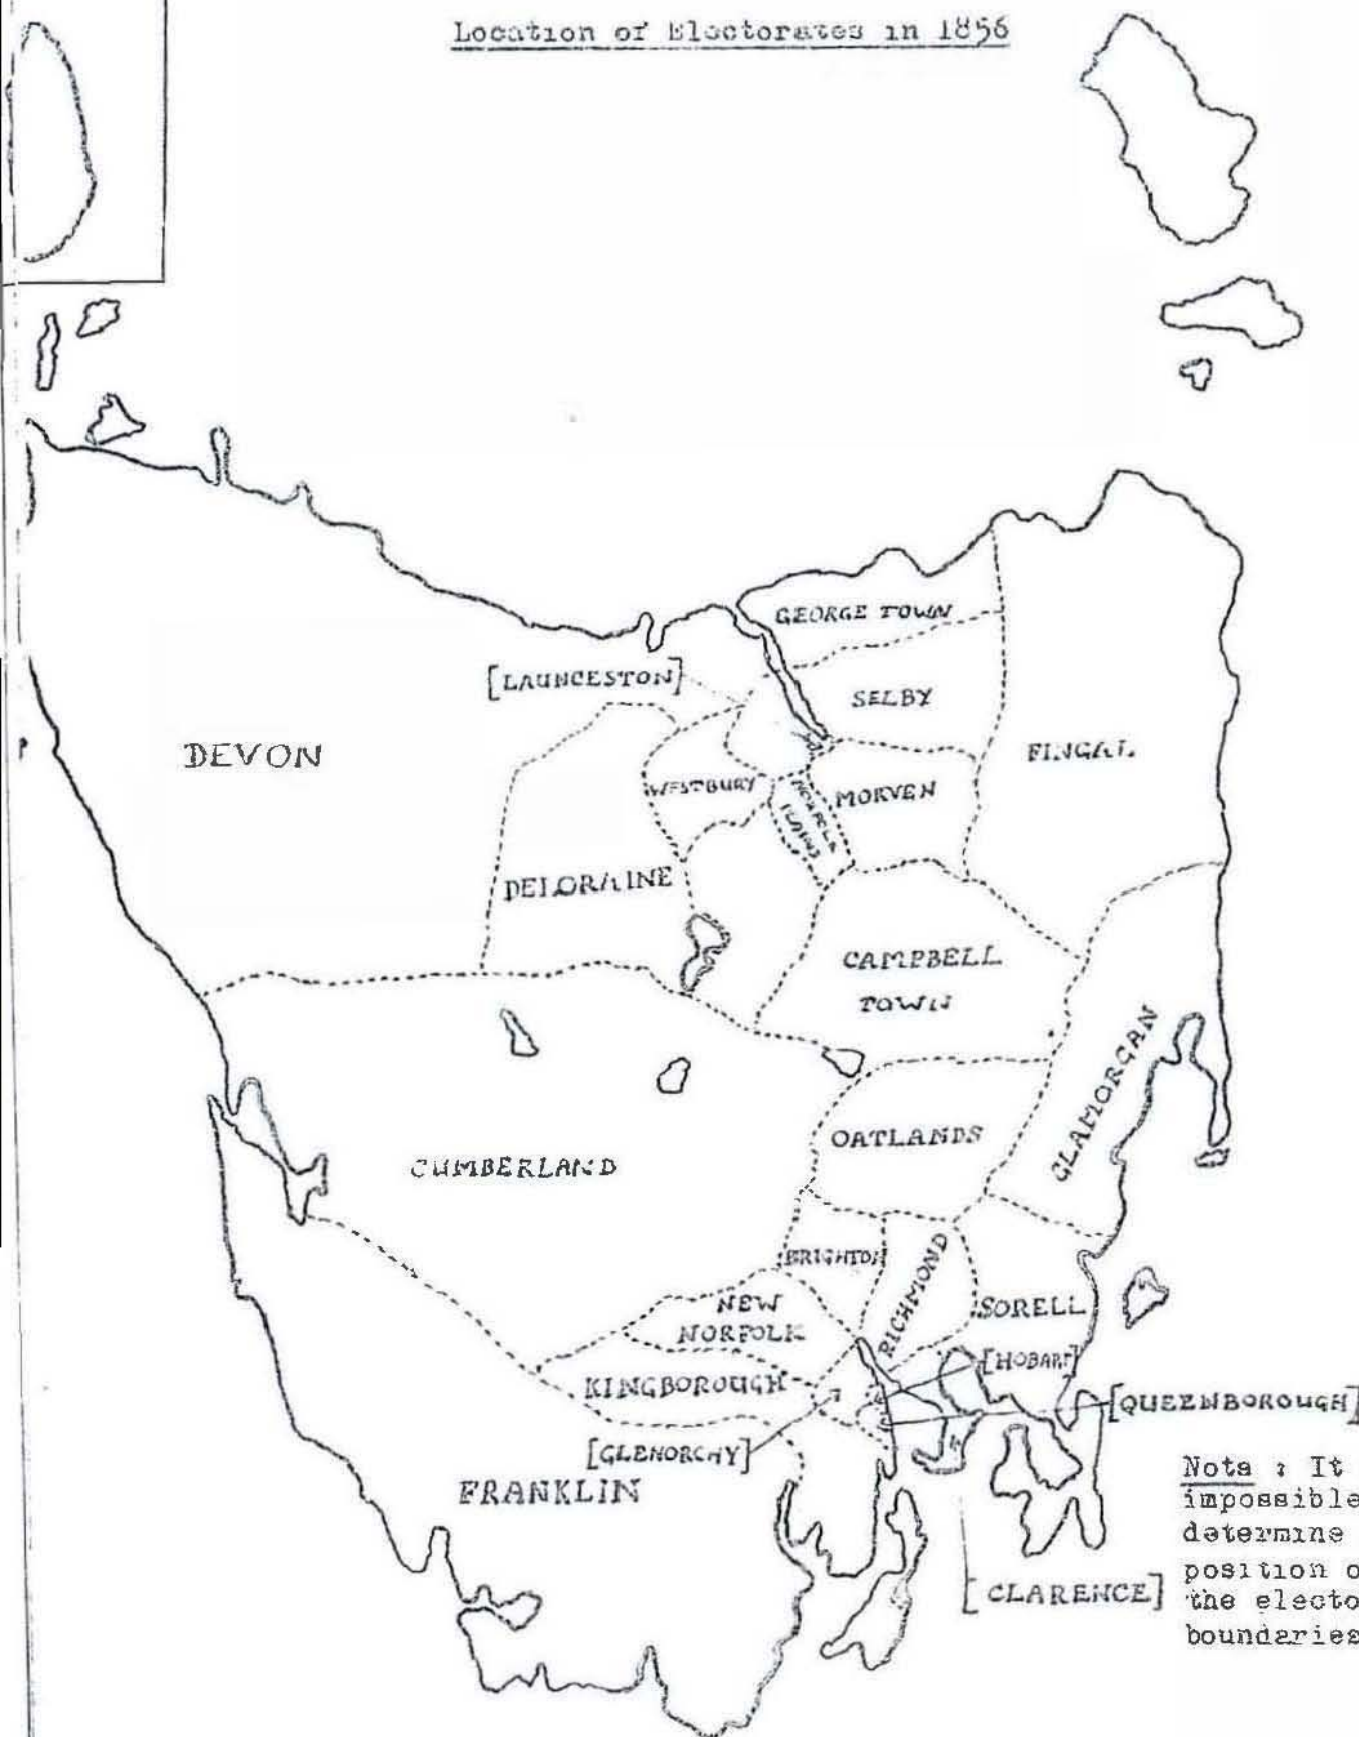 Location of Electorates in 1856
GEORGE TOWN
[LAUNCESTON]
SELBY
DEVON
FINGAL
WESTBURY
NORFOLK
PLAINS
MORVEN
DELORAINE
CAMPBELL
TOWN
GLAMORGAN
OATLANDS
CUMBERLAND
BRIGHTON
RICHMOND
NEW
NORFOLK
SORELL
[HOBART]
KINGBOROUGH
[QUEENBOROUGH]
[GLENORCHY]
FRANKLIN
Note : It
impossible
determine
position o
the electo
boundaries
[CLARENCE]